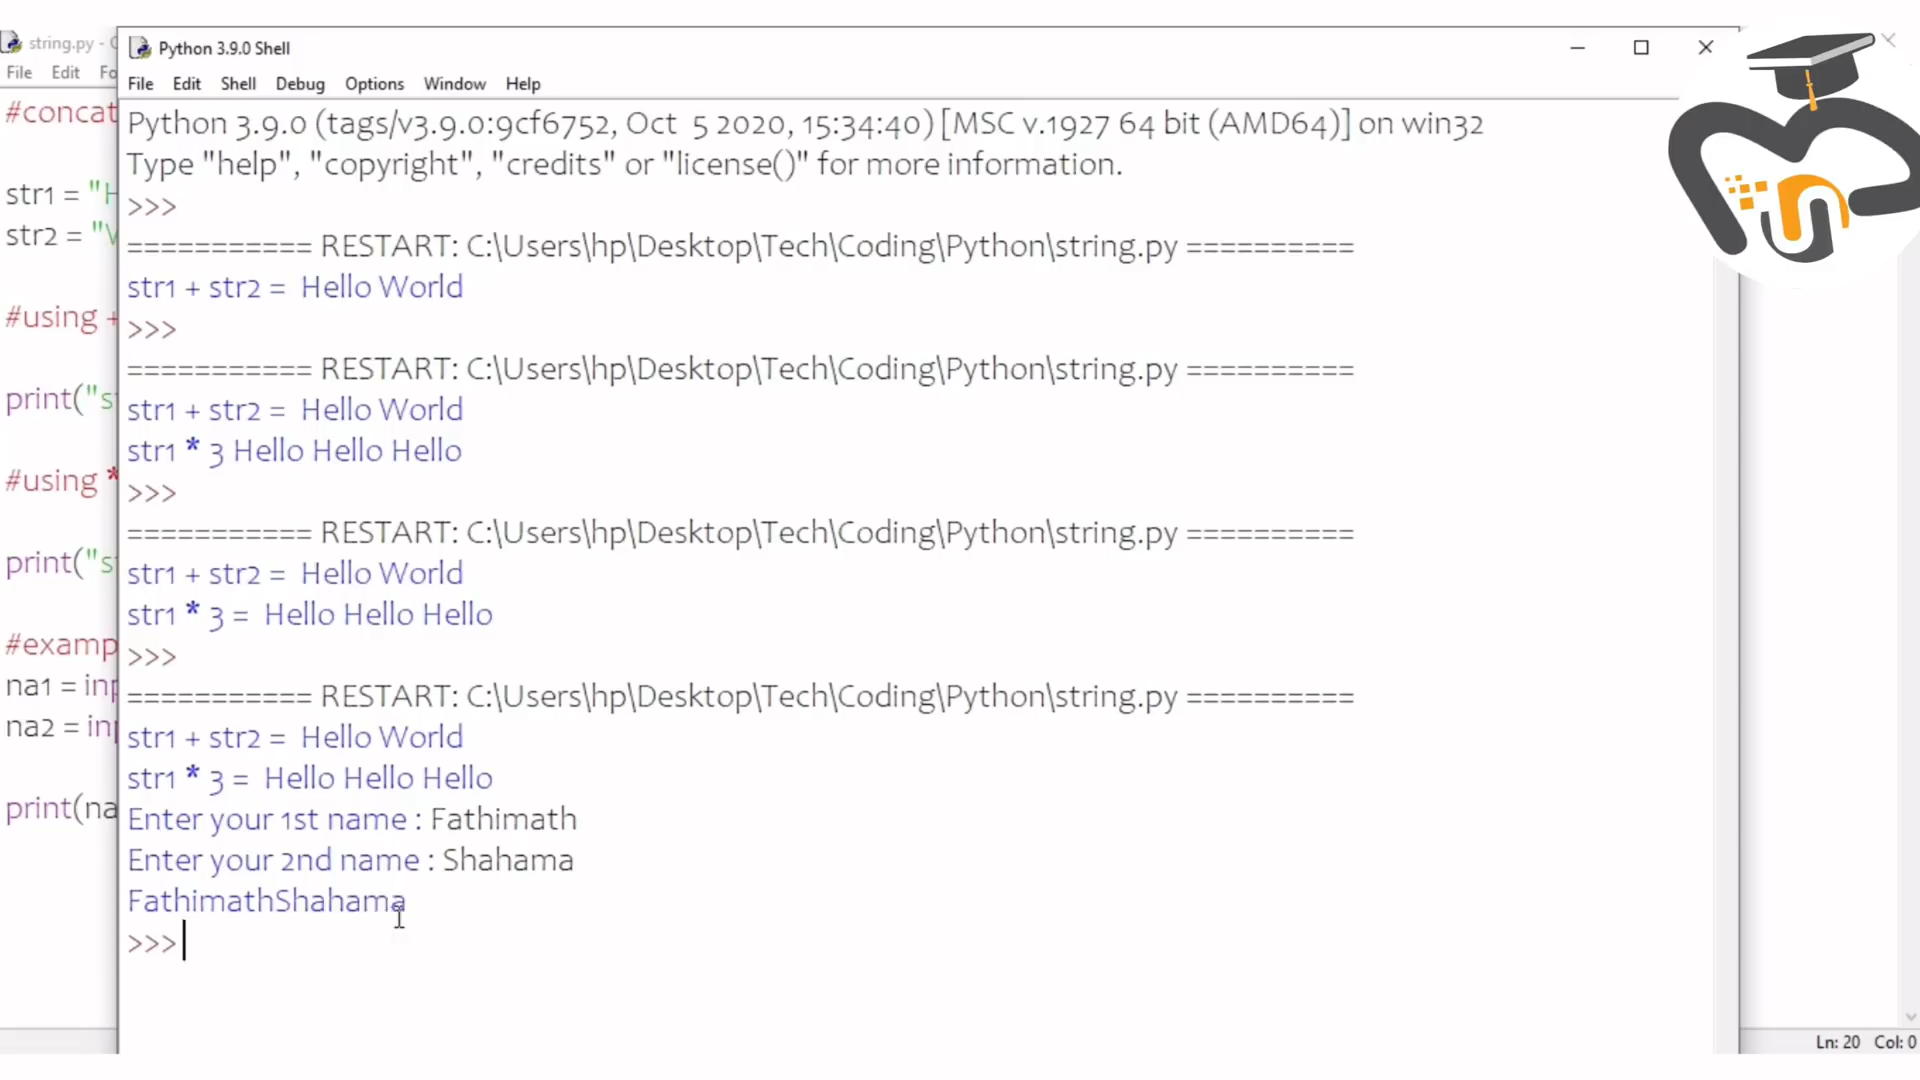 string.py -
File Edit Fo
#concat
str1 = "H
str2 = "W
#using +
print("s
#using *
print("s
#examp
na1 = inp
na2 = inp
print(na
Python 3.9.0 Shell
File Edit Shell Debug Options Window Help
Python 3.9.0 (tags/v3.9.0:9cf6752, Oct 5 2020, 15:34:40) [MSC v.1927 64 bit (AMD64)] on win32
Type "help", "copyright", "credits" or "license()" for more information.
>>>
=========== RESTART: C:\Users\hp\Desktop\Tech\Coding\Python\string.py ==========
str1 + str2 = Hello World
>>>
=========== RESTART: C:\Users\hp\Desktop\Tech\Coding\Python\string.py ==========
str1 + str2 = Hello World
str1 * 3 Hello Hello Hello
>>>
=========== RESTART: C:\Users\hp\Desktop\Tech\Coding\Python\string.py ==========
str1 + str2 = Hello World
str1 * 3 = Hello Hello Hello
>>>
=========== RESTART: C:\Users\hp\Desktop\Tech\Coding\Python\string.py ==========
str1 + str2 = Hello World
str1 * 3 = Hello Hello Hello
Enter your 1st name : Fathimath
Enter your 2nd name : Shahama
FathimathShahama
>>>
Ln: 20 Col: 0